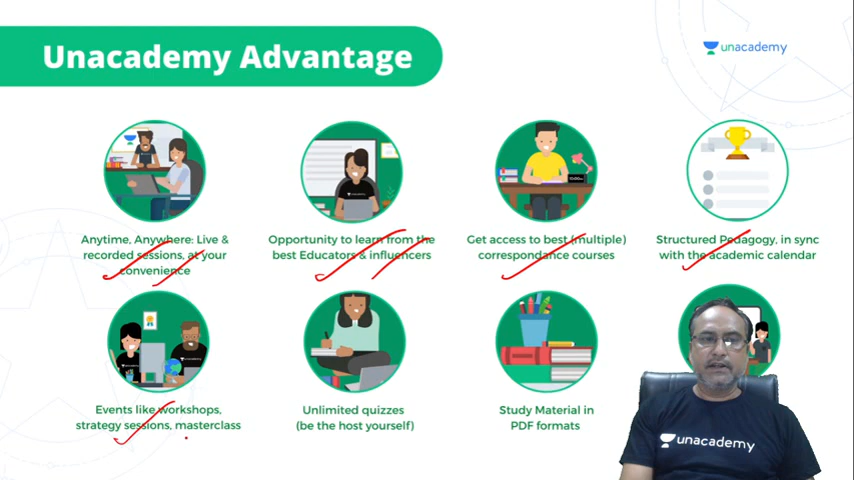 Unacademy Advantage
unacademy
Anytime, Anywhere: Live &
recorded sessions, at your
convenience
Opportunity to learn from the
best Educators & influencers
Get access to best (multiple)
correspondance courses
Structured Pedagogy, in sync
with the academic calendar
Events like workshops,
strategy sessions, masterclass
Unlimited quizzes
(be the host yourself)
Study Material in
PDF formats
unacademy